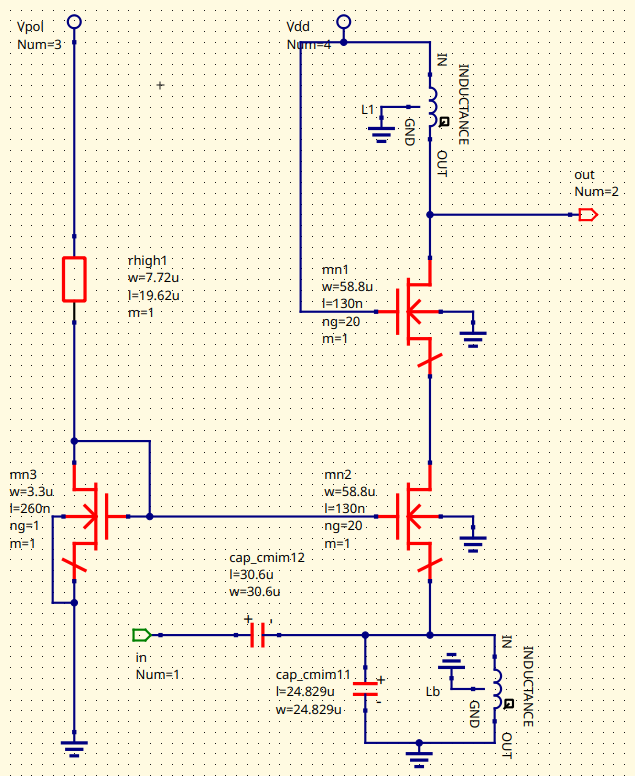 Vpol
Num=3
Vdd
Num=4
IN
INDUCTANCE
L1
GND
OUT
out
Num=2
rhigh1
w=7.72u
l=19.62u
m=1
mn1
w=58.8u
l=130n
ng=20
m=1
mn3
w=3.3u
l=260n
ng=1
m=1
mn2
w=58.8u
l=130n
ng=20
m=1
cap_cmim12
l=30.6u
w=30.6u
+
'
in
Num=1
cap_cmim11
l=24.829u
w=24.829u
+
-
IN
INDUCTANCE
Lb
GND
OUT